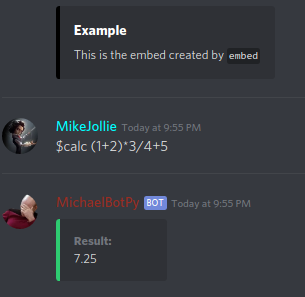 Example
This is the embed created by embed
MikeJollie Today at 9:55 PM
$calc (1+2)*3/4+5
MichaelBotPy BOT Today at 9:55 PM
Result:
7.25